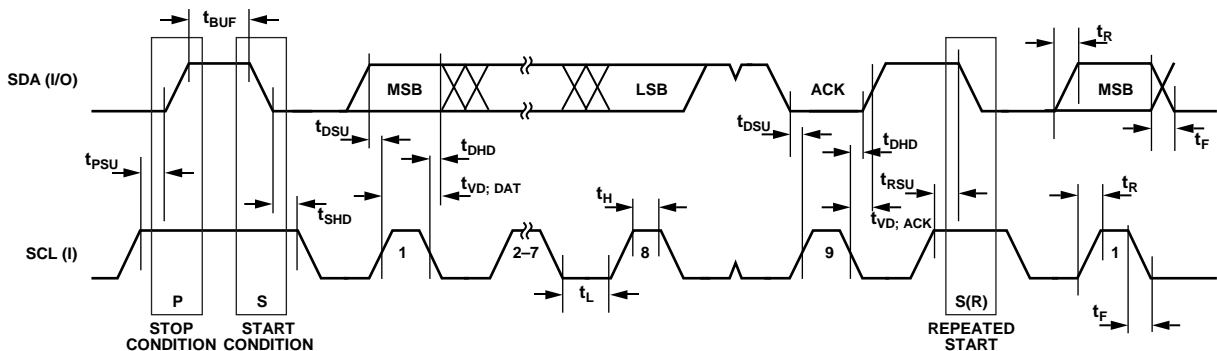 tBUF
tR
SDA (I/O)
MSB
LSB
ACK
MSB
tDSU
tDSU
tDHD
tDHD
tF
tPSU
tVD; DAT
tRSU
tR
tSHD
tH
tVD; ACK
SCL (I)
1
2–7
8
9
1
tL
tF
P
S
S(R)
STOP
CONDITION
START
CONDITION
REPEATED
START